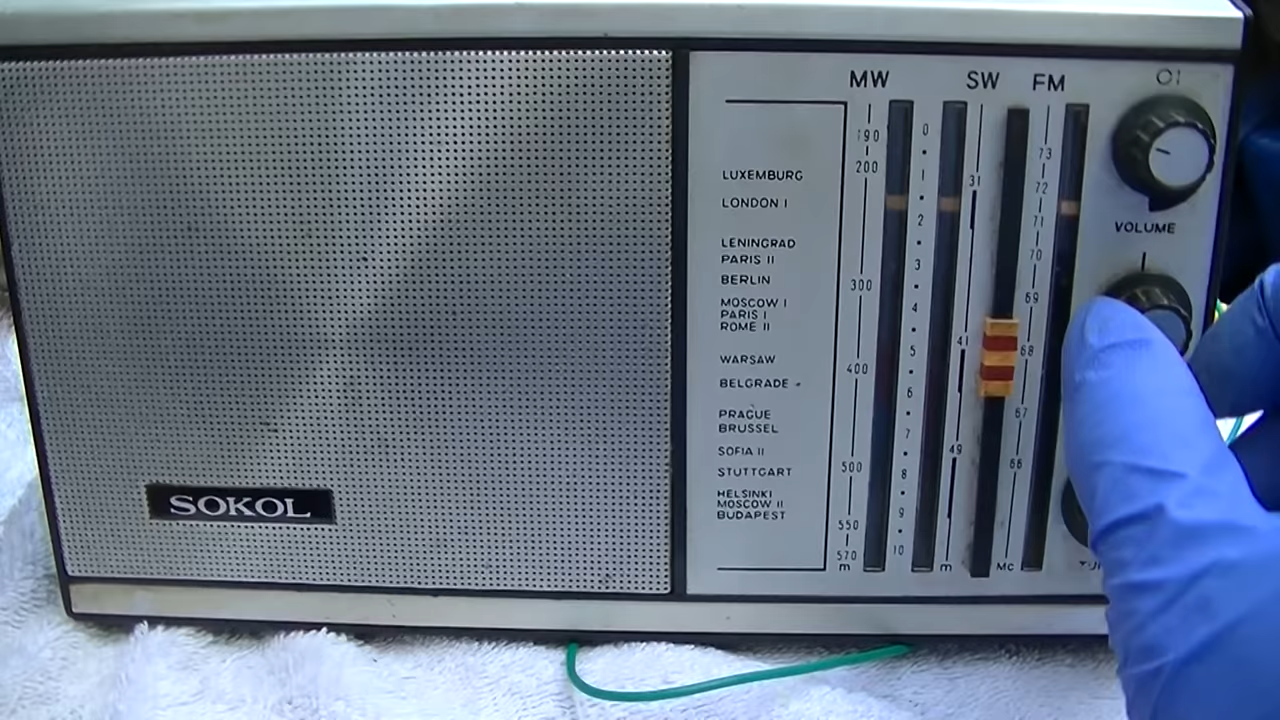 MW SW FM
VOLUME
LUXEMBURG
LONDON I
LENINGRAD
PARIS II
BERLIN
MOSCOW I
PARIS I
ROME II
WARSAW
BELGRADE
PRAGUE
BRUSSEL
SOFIA II
STUTTGART
HELSINKI
MOSCOW II
BUDAPEST
190
200
300
400
500
550
570
m
0
1
2
3
4
5
6
7
8
9
10
31
41
49
m
73
72
71
70
69
68
67
66
Mc
SOKOL